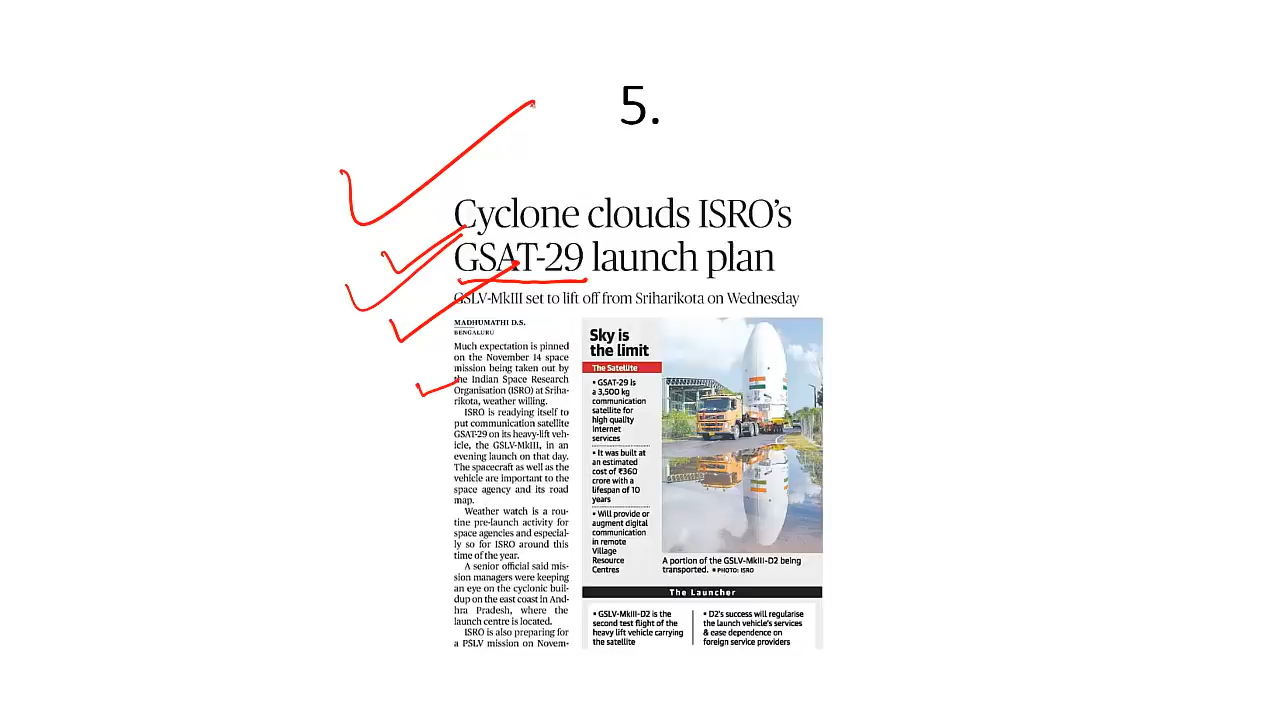 5.
Cyclone clouds ISRO’s
GSAT-29 launch plan
GSLV-MkIII set to lift off from Sriharikota on Wednesday
MADHUMATHI D.S.
BENGALURU
Much expectation is pinned
on the November 14 space
mission being taken out by
the Indian Space Research
Organisation (ISRO) at Sriha-
rikota, weather willing.
ISRO is readying itself to
put communication satellite
GSAT-29 on its heavy-lift veh-
icle, the GSLV-MkIII, in an
evening launch on that day.
The spacecraft as well as the
vehicle are important to the
space agency and its road
map.
Weather watch is a rou-
tine pre-launch activity for
space agencies and especial-
ly so for ISRO around this
time of the year.
A senior official said mis-
sion managers were keeping
an eye on the cyclonic buil-
dup on the east coast in And-
hra Pradesh, where the
launch centre is located.
ISRO is also preparing for
a PSLV mission on Novem-
Sky is
the limit
The Satellite
▪ GSAT-29 is
a 3,500 kg
communication
satellite for
high quality
internet
services
▪ It was built at
an estimated
cost of ₹360
crore with a
lifespan of 10
years
▪ Will provide or
augment digital
communication
in remote
Village
Resource
Centres
A portion of the GSLV-MkIII-D2 being
transported. ▪ PHOTO: ISRO
The Launcher
▪ GSLV-MkIII-D2 is the
second test flight of the
heavy lift vehicle carrying
the satellite
▪ D2’s success will regularise
the launch vehicle’s services
& ease dependence on
foreign service providers